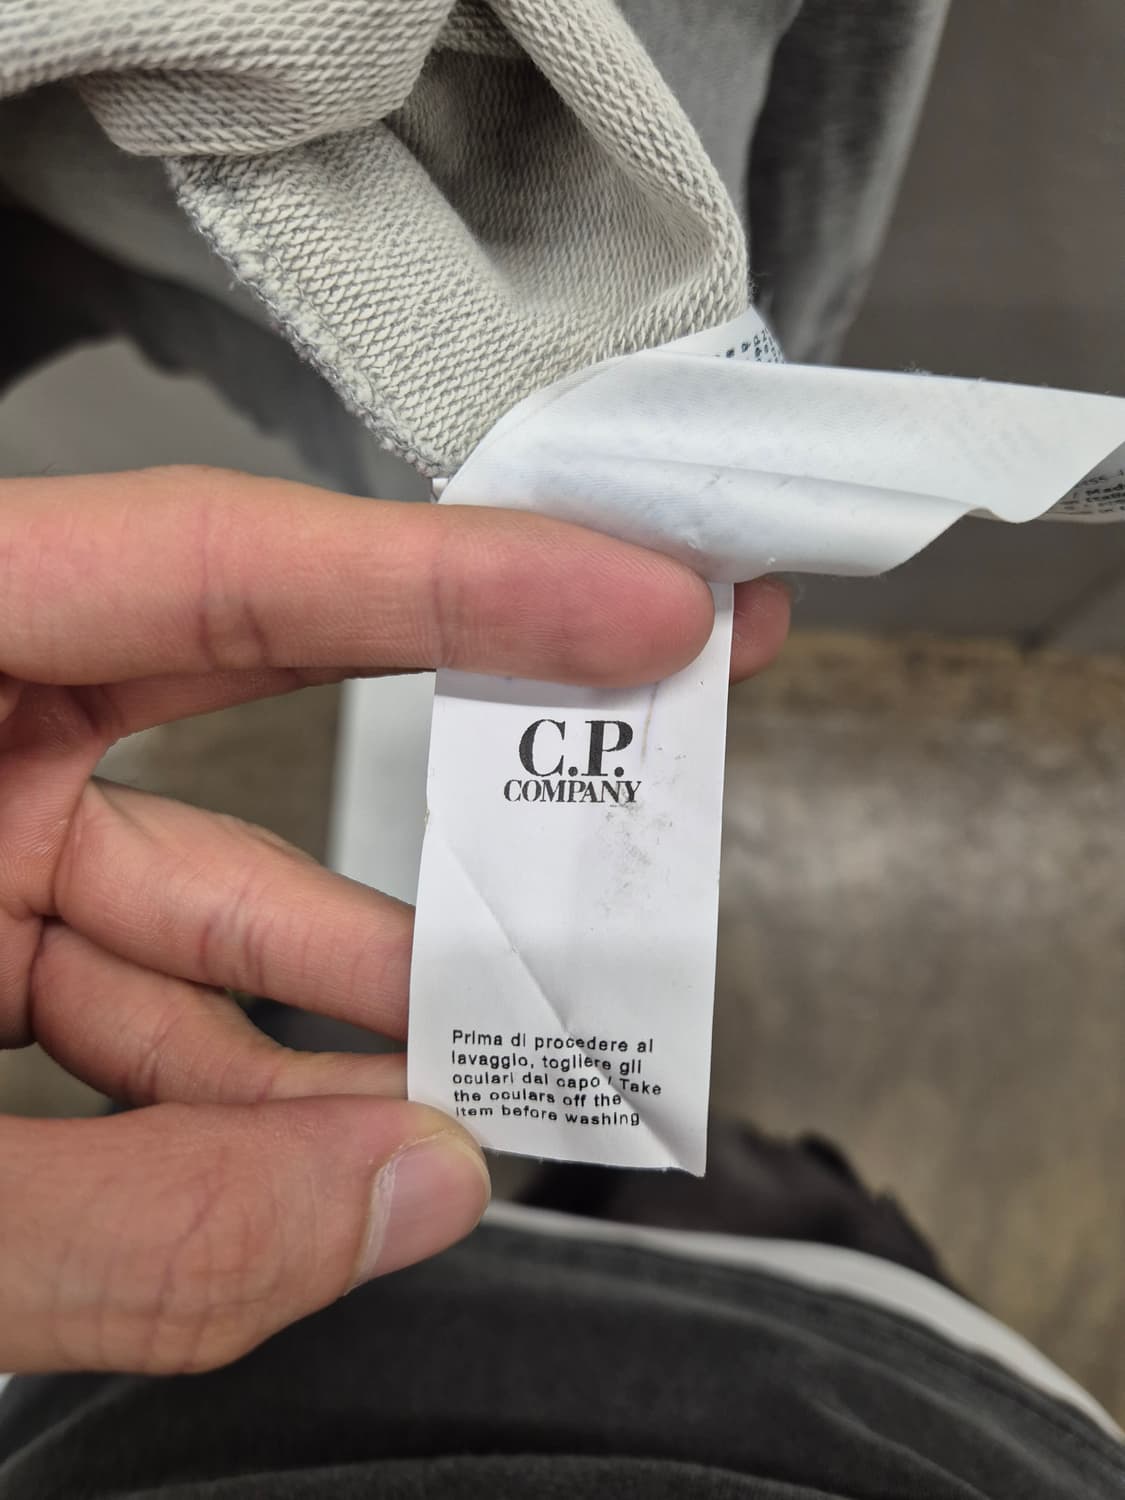 C.P.
COMPANY
Prima di procedere al
lavaggio, togliere gli
oculari dal capo / Take
the oculars off the
item before washing